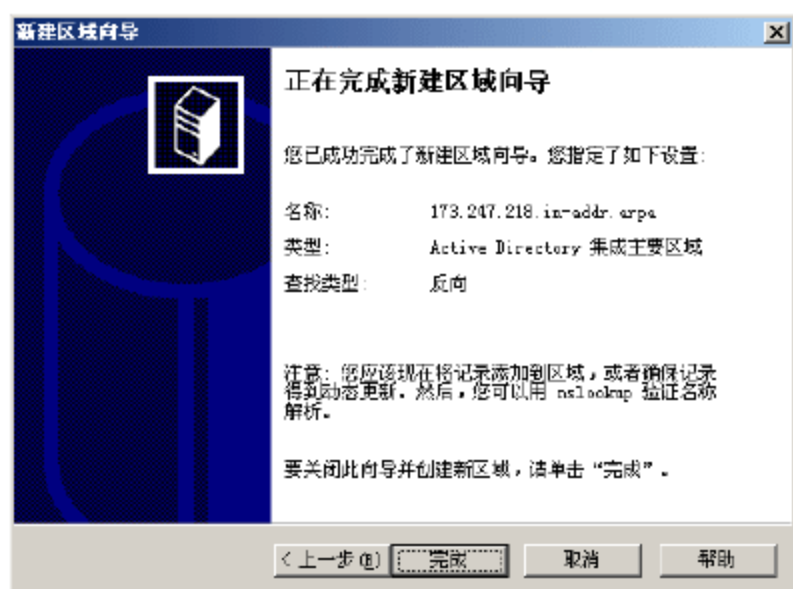 新建区域向导
正在完成新建区域向导
您已成功完成了新建区域向导。您指定了如下设置：
名称： 173.247.218.in-addr.arpa
类型： Active Directory 集成主要区域
查找类型： 反向
注意：您应该现在将记录添加到区域，或者确保记录
得到动态更新。然后，您可以用 nslookup 验证名称
解析。
要关闭此向导并创建新区域，请单击“完成”。
< 上一步(B) 完成 取消 帮助